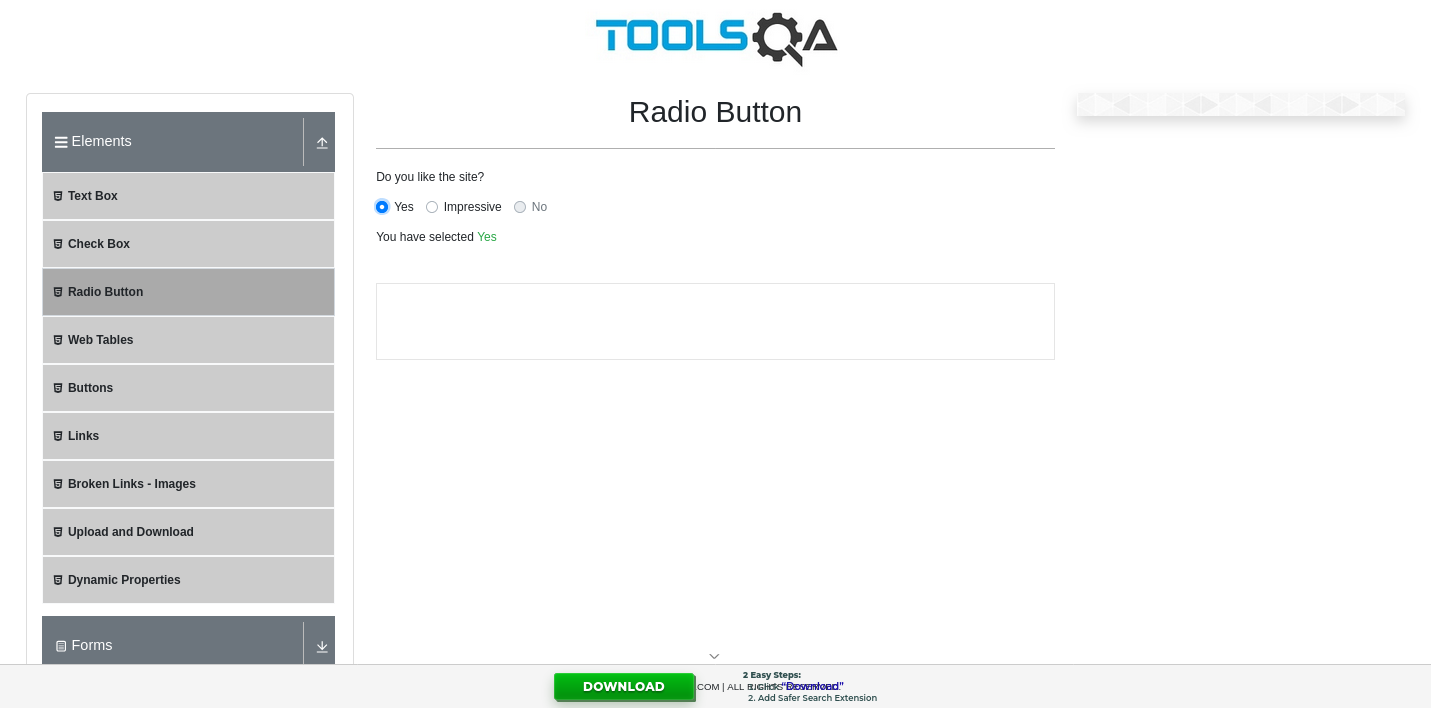 TOOLSQA
Elements
Text Box
Check Box
Radio Button
Web Tables
Buttons
Links
Broken Links - Images
Upload and Download
Dynamic Properties
Forms
Radio Button
Do you like the site?
Yes Impressive No
You have selected Yes
DOWNLOAD
.COM | ALL RIGHTS RESERVED.
2 Easy Steps:
1. Click "Download"
2. Add Safer Search Extension